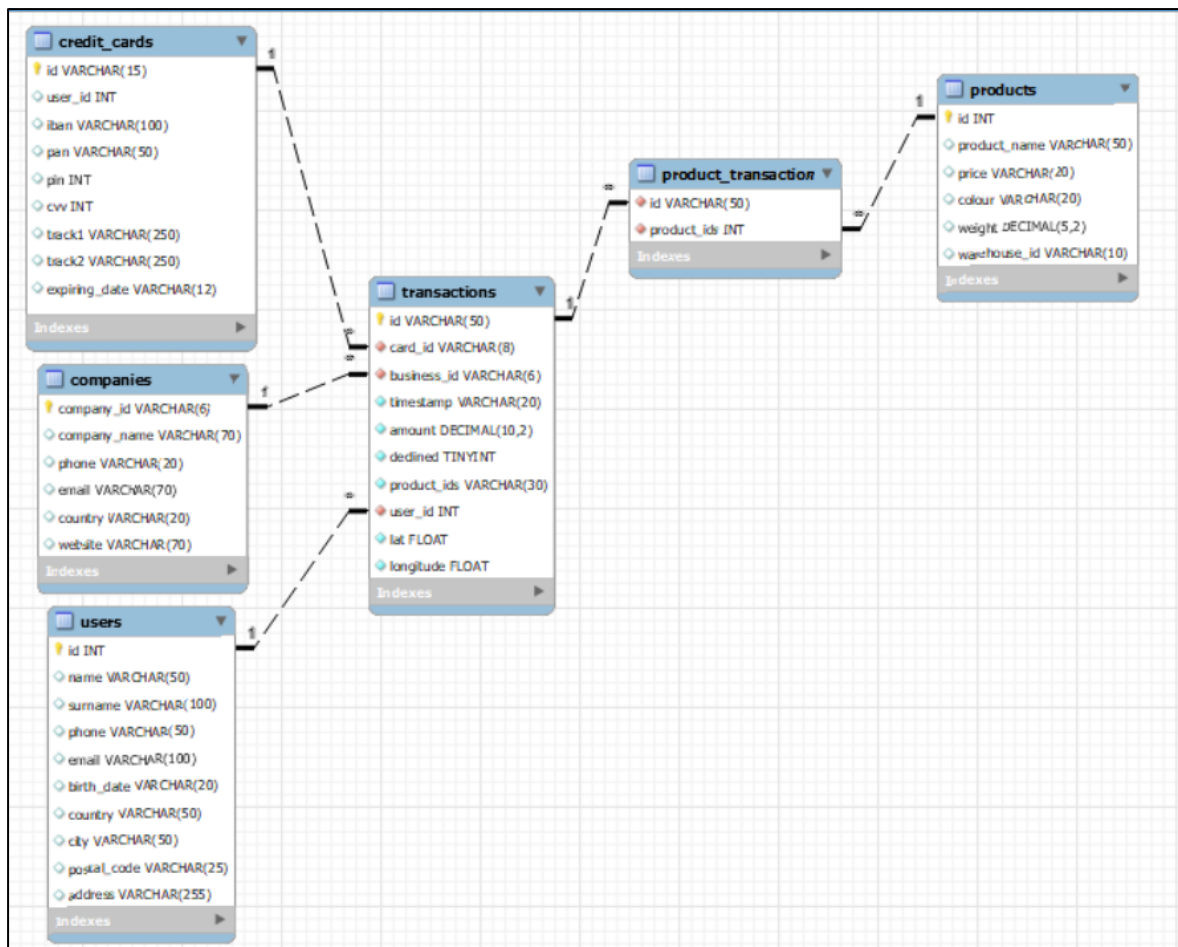 credit_cards
id VARCHAR(15)
user_id INT
iban VARCHAR(100)
pan VARCHAR(50)
pin INT
cvv INT
track1 VARCHAR(250)
track2 VARCHAR(250)
expiring_date VARCHAR(12)
Indexes
1
∞
companies
company_id VARCHAR(6)
company_name VARCHAR(70)
phone VARCHAR(20)
email VARCHAR(70)
country VARCHAR(20)
website VARCHAR(70)
Indexes
1
∞
users
id INT
name VARCHAR(50)
surname VARCHAR(100)
phone VARCHAR(50)
email VARCHAR(100)
birth_date VARCHAR(20)
country VARCHAR(50)
city VARCHAR(50)
postal_code VARCHAR(25)
address VARCHAR(255)
Indexes
1
∞
transactions
id VARCHAR(50)
card_id VARCHAR(8)
business_id VARCHAR(6)
timestamp VARCHAR(20)
amount DECIMAL(10,2)
declined TINYINT
product_ids VARCHAR(30)
user_id INT
lat FLOAT
longitude FLOAT
Indexes
1
∞
product_transaction
id VARCHAR(50)
product_ids INT
Indexes
∞
1
products
id INT
product_name VARCHAR(50)
price VARCHAR(20)
colour VARCHAR(20)
weight DECIMAL(5,2)
warehouse_id VARCHAR(10)
Indexes